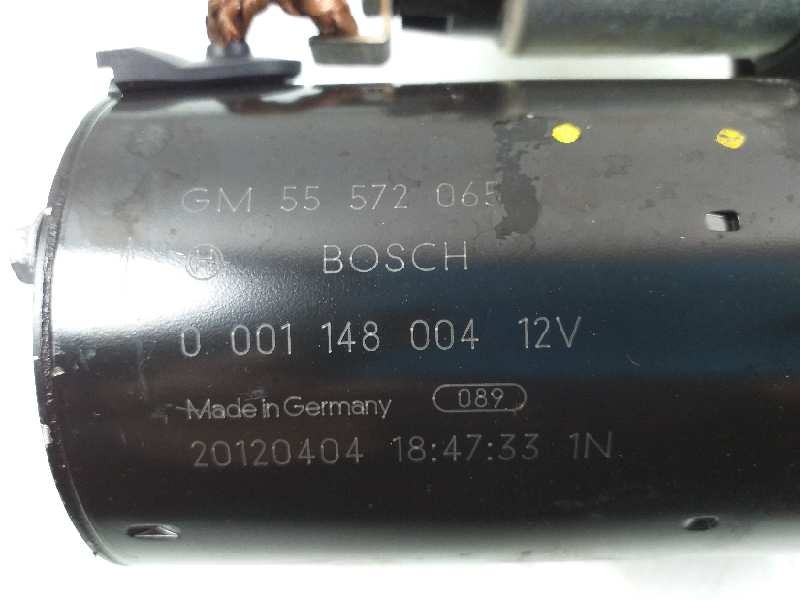 GM 55 572 065
BOSCH
0 001 148 004 12V
Made in Germany 089
20120404 18:47:33 1N